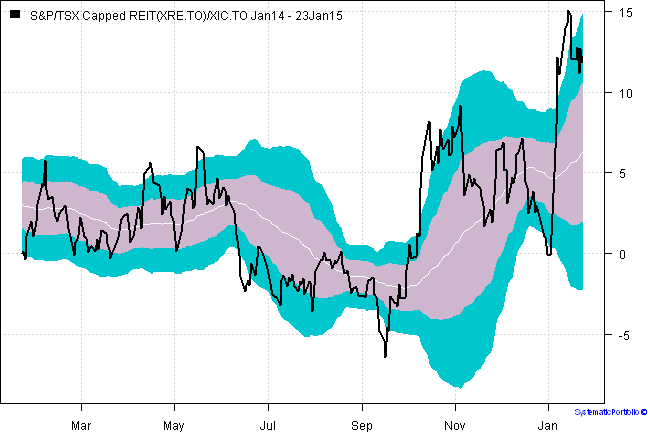 S&P/TSX Capped REIT(XRE.TO)/XIC.TO Jan14 - 23Jan15
15
10
5
0
-5
Mar May Jul Sep Nov Jan
SystematicPortfolio ©